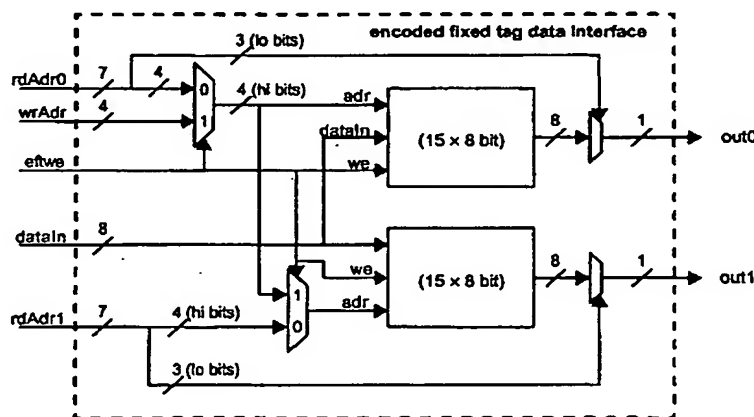 encoded fixed tag data interface
3 (lo bits)
rdAdr0 7 4 0 4 (hi bits) adr 8 1 out0
wrAdr 4 1 dataIn (15 × 8 bit)
eftwe we
dataIn 8 8 1 out1
we (15 × 8 bit)
1 adr
rdAdr1 7 4 (hi bits) 0
3 (lo bits)